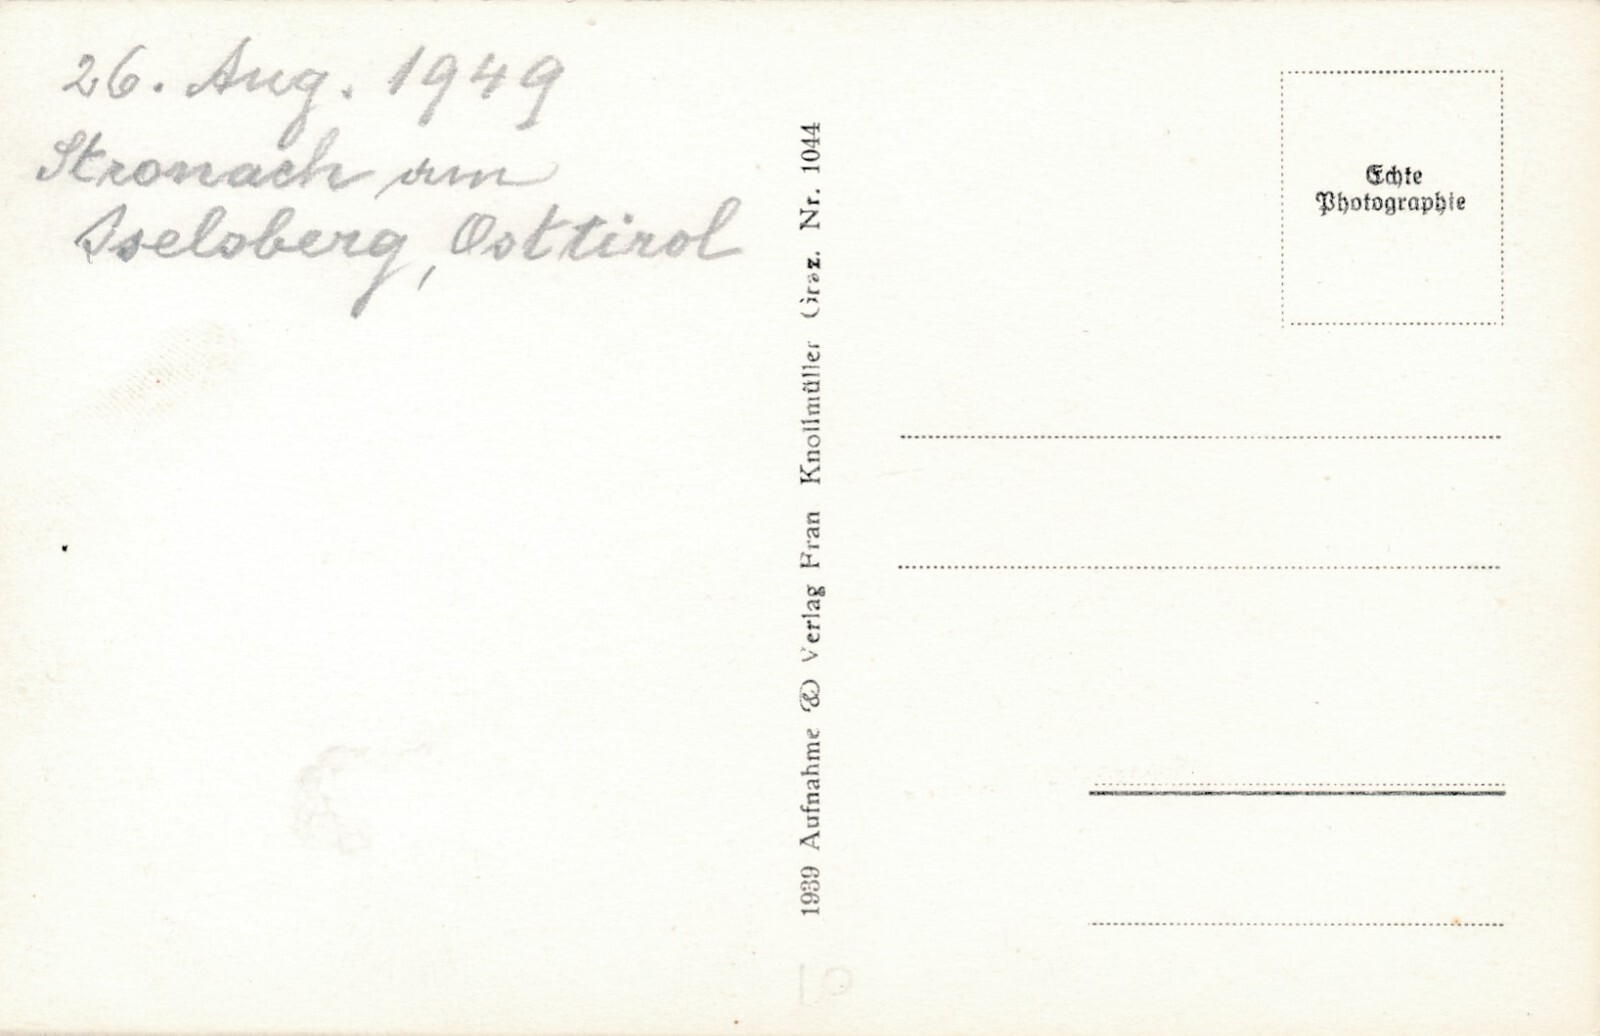 26. Aug. 1949
Stronach am
Iselsberg, Osttirol
1939 Aufnahme & Verlag Fran Knollmüller Graz. Nr. 1044
Echte
Photographie